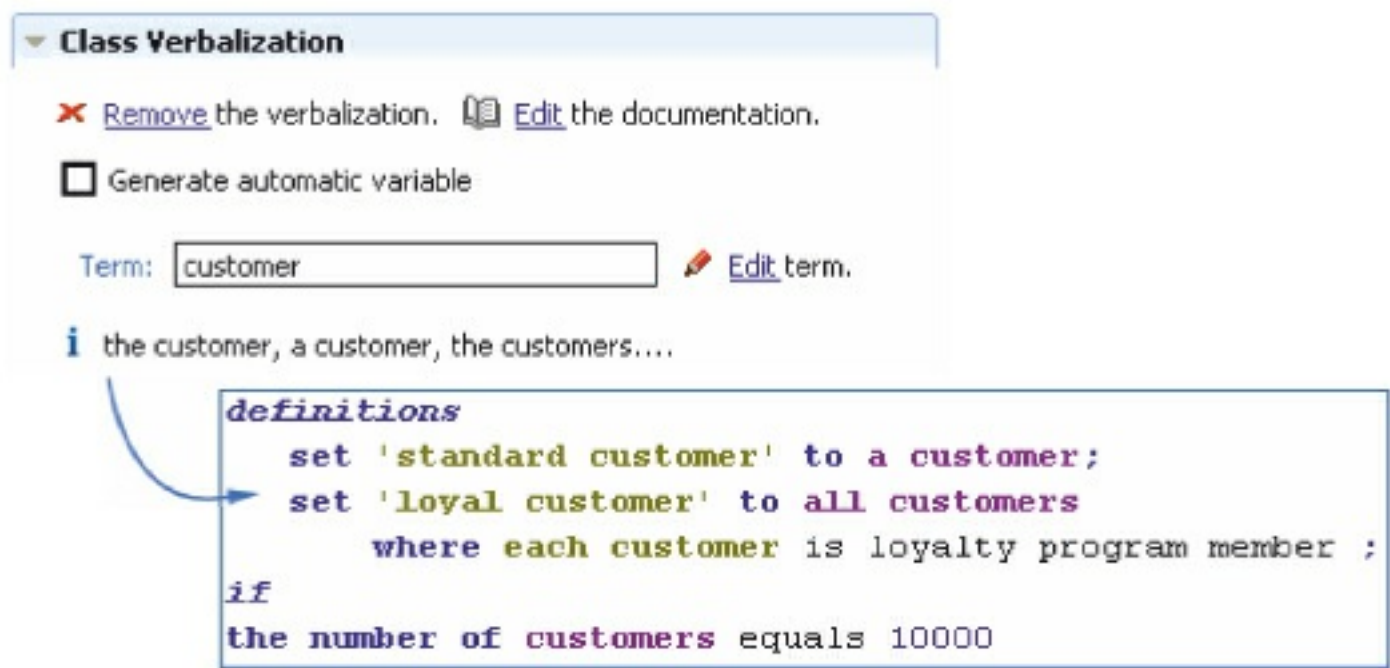 Class Verbalization
Remove the verbalization. Edit the documentation.
Generate automatic variable
Term: customer Edit term.
i the customer, a customer, the customers....
definitions
set 'standard customer' to a customer;
set 'loyal customer' to all customers
where each customer is loyalty program member ;
if
the number of customers equals 10000